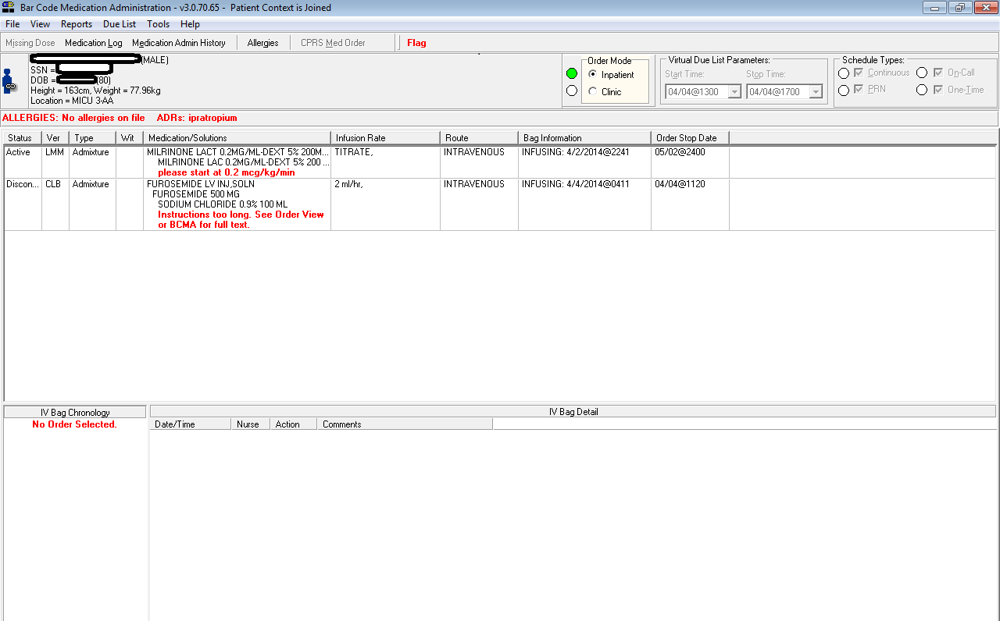 Bar Code Medication Administration - v3.0.70.65 - Patient Context is Joined
File View Reports Due List Tools Help
Missing Dose Medication Log Medication Admin History Allergies CPRS Med Order Flag
(MALE)
SSN =
DOB = (80)
Height = 163cm, Weight = 77.96kg
Location = MICU 3-AA
Order Mode
Inpatient
Clinic
Virtual Due List Parameters:
Start Time: Stop Time:
04/04@1300 04/04@1700
Schedule Types:
Continuous On-Call
PRN One-Time
ALLERGIES: No allergies on file ADRs: ipratropium
Status Ver Type Wit Medication/Solutions Infusion Rate Route Bag Information Order Stop Date
Active LMM Admixture MILRINONE LACT 0.2MG/ML-DEXT 5% 200M... TITRATE, INTRAVENOUS INFUSING: 4/2/2014@2241 05/02@2400
MILRINONE LAC 0.2MG/ML-DEXT 5% 200 ...
please start at 0.2 mcg/kg/min
Discon... CLB Admixture FUROSEMIDE LV INJ,SOLN 2 ml/hr, INTRAVENOUS INFUSING: 4/4/2014@0411 04/04@1120
FUROSEMIDE 500 MG
SODIUM CHLORIDE 0.9% 100 ML
Instructions too long. See Order View
or BCMA for full text.
IV Bag Chronology IV Bag Detail
No Order Selected. Date/Time Nurse Action Comments